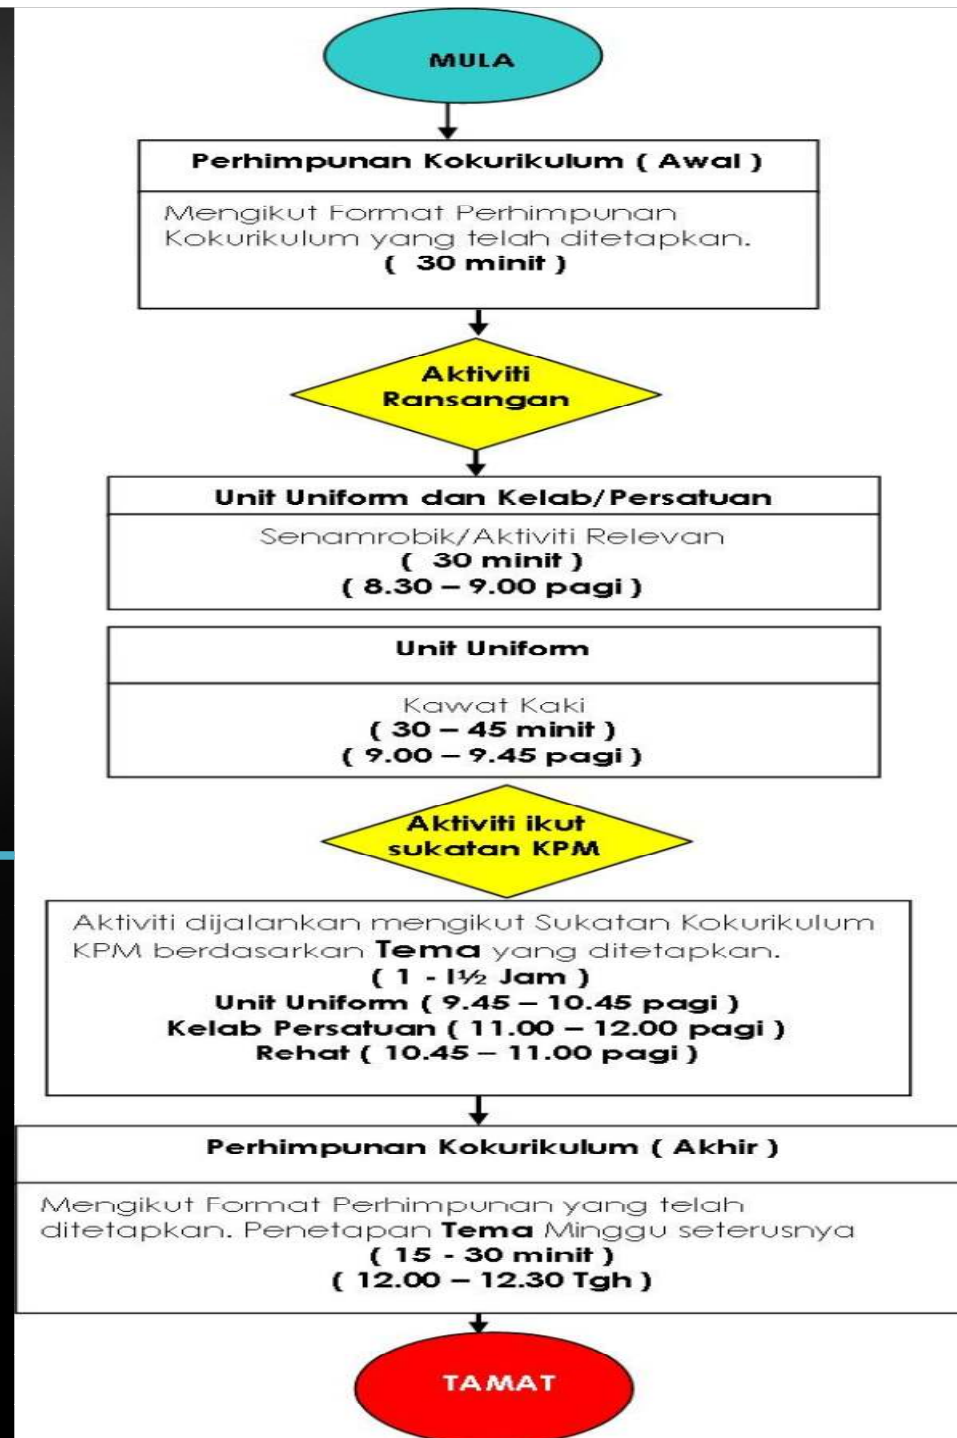 MULA
Perhimpunan Kokurikulum ( Awal )
Mengikut Format Perhimpunan
Kokurikulum yang telah ditetapkan.
( 30 minit )
Aktiviti
Ransangan
Unit Uniform dan Kelab/Persatuan
Senamrobik/Aktiviti Relevan
( 30 minit )
( 8.30 – 9.00 pagi )
Unit Uniform
Kawat Kaki
( 30 – 45 minit )
( 9.00 – 9.45 pagi )
Aktiviti ikut
sukatan KPM
Aktiviti dijalankan mengikut Sukatan Kokurikulum
KPM berdasarkan Tema yang ditetapkan.
( 1 - I½ Jam )
Unit Uniform ( 9.45 – 10.45 pagi )
Kelab Persatuan ( 11.00 – 12.00 pagi )
Rehat ( 10.45 – 11.00 pagi )
Perhimpunan Kokurikulum ( Akhir )
Mengikut Format Perhimpunan yang telah
ditetapkan. Penetapan Tema Minggu seterusnya
( 15 - 30 minit )
( 12.00 – 12.30 Tgh )
TAMAT